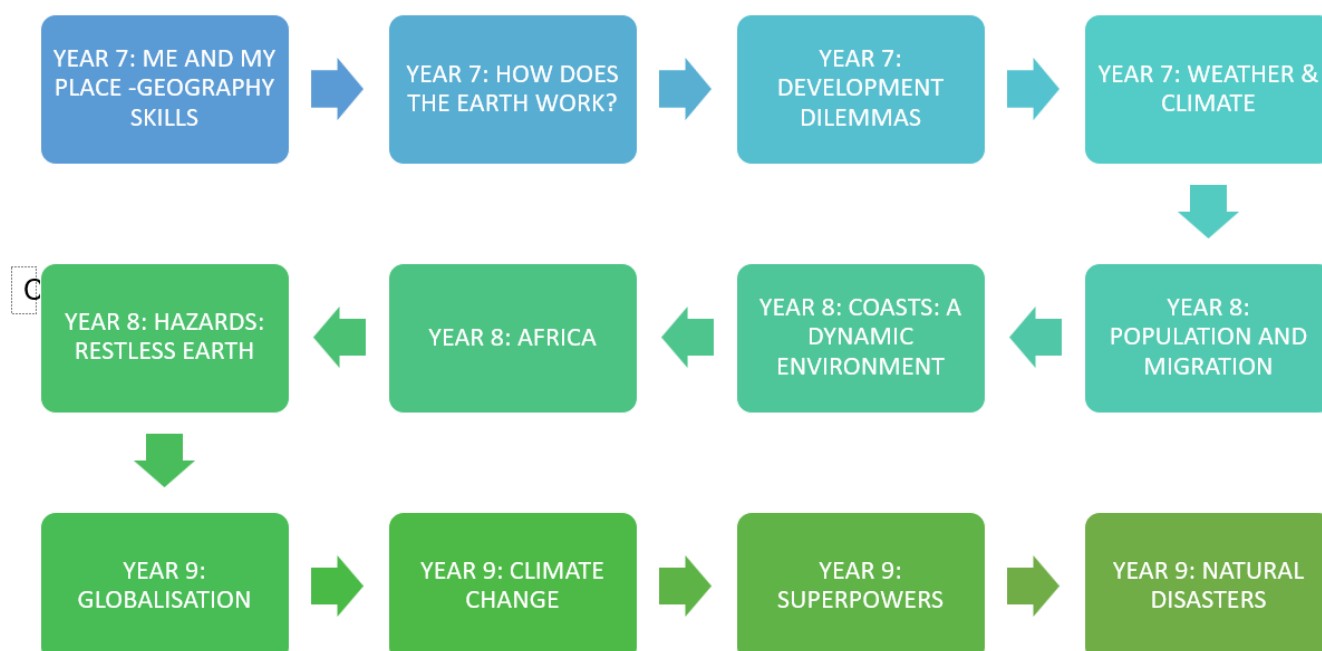 YEAR 7: ME AND MY
PLACE -GEOGRAPHY
SKILLS
YEAR 7: HOW DOES
THE EARTH WORK?
YEAR 7:
DEVELOPMENT
DILEMMAS
YEAR 7: WEATHER &
CLIMATE
YEAR 8:
POPULATION AND
MIGRATION
YEAR 8: COASTS: A
DYNAMIC
ENVIRONMENT
YEAR 8: AFRICA
YEAR 8: HAZARDS:
RESTLESS EARTH
YEAR 9:
GLOBALISATION
YEAR 9: CLIMATE
CHANGE
YEAR 9:
SUPERPOWERS
YEAR 9: NATURAL
DISASTERS